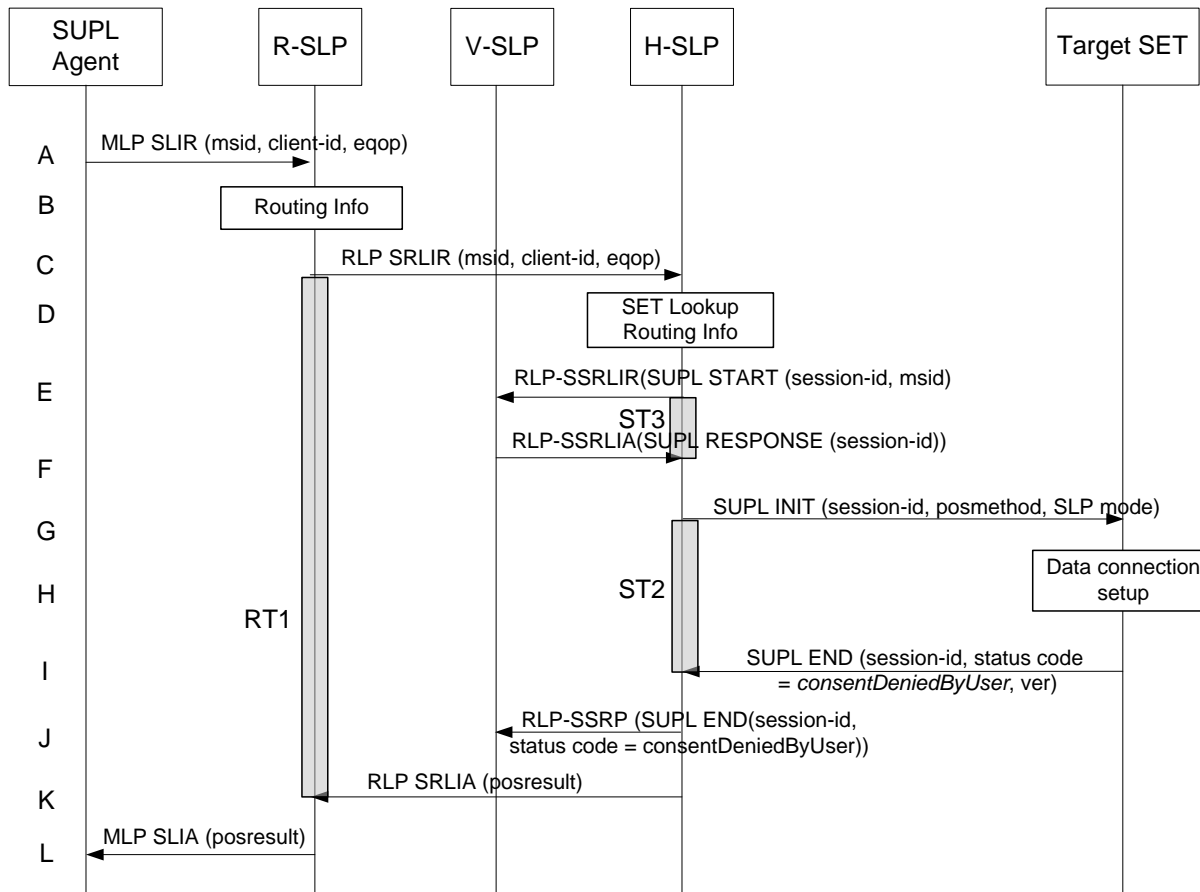 SUPL
Agent
R-SLP
V-SLP
H-SLP
Target SET
A
MLP SLIR (msid, client-id, eqop)
B
Routing Info
C
RLP SRLIR (msid, client-id, eqop)
D
SET Lookup
Routing Info
E
RLP-SSRLIR(SUPL START (session-id, msid)
ST3
RLP-SSRLIA(SUPL RESPONSE (session-id))
F
SUPL INIT (session-id, posmethod, SLP mode)
G
Data connection
setup
H
ST2
RT1
I
SUPL END (session-id, status code
= consentDeniedByUser, ver)
J
RLP-SSRP (SUPL END(session-id,
status code = consentDeniedByUser))
RLP SRLIA (posresult)
K
MLP SLIA (posresult)
L